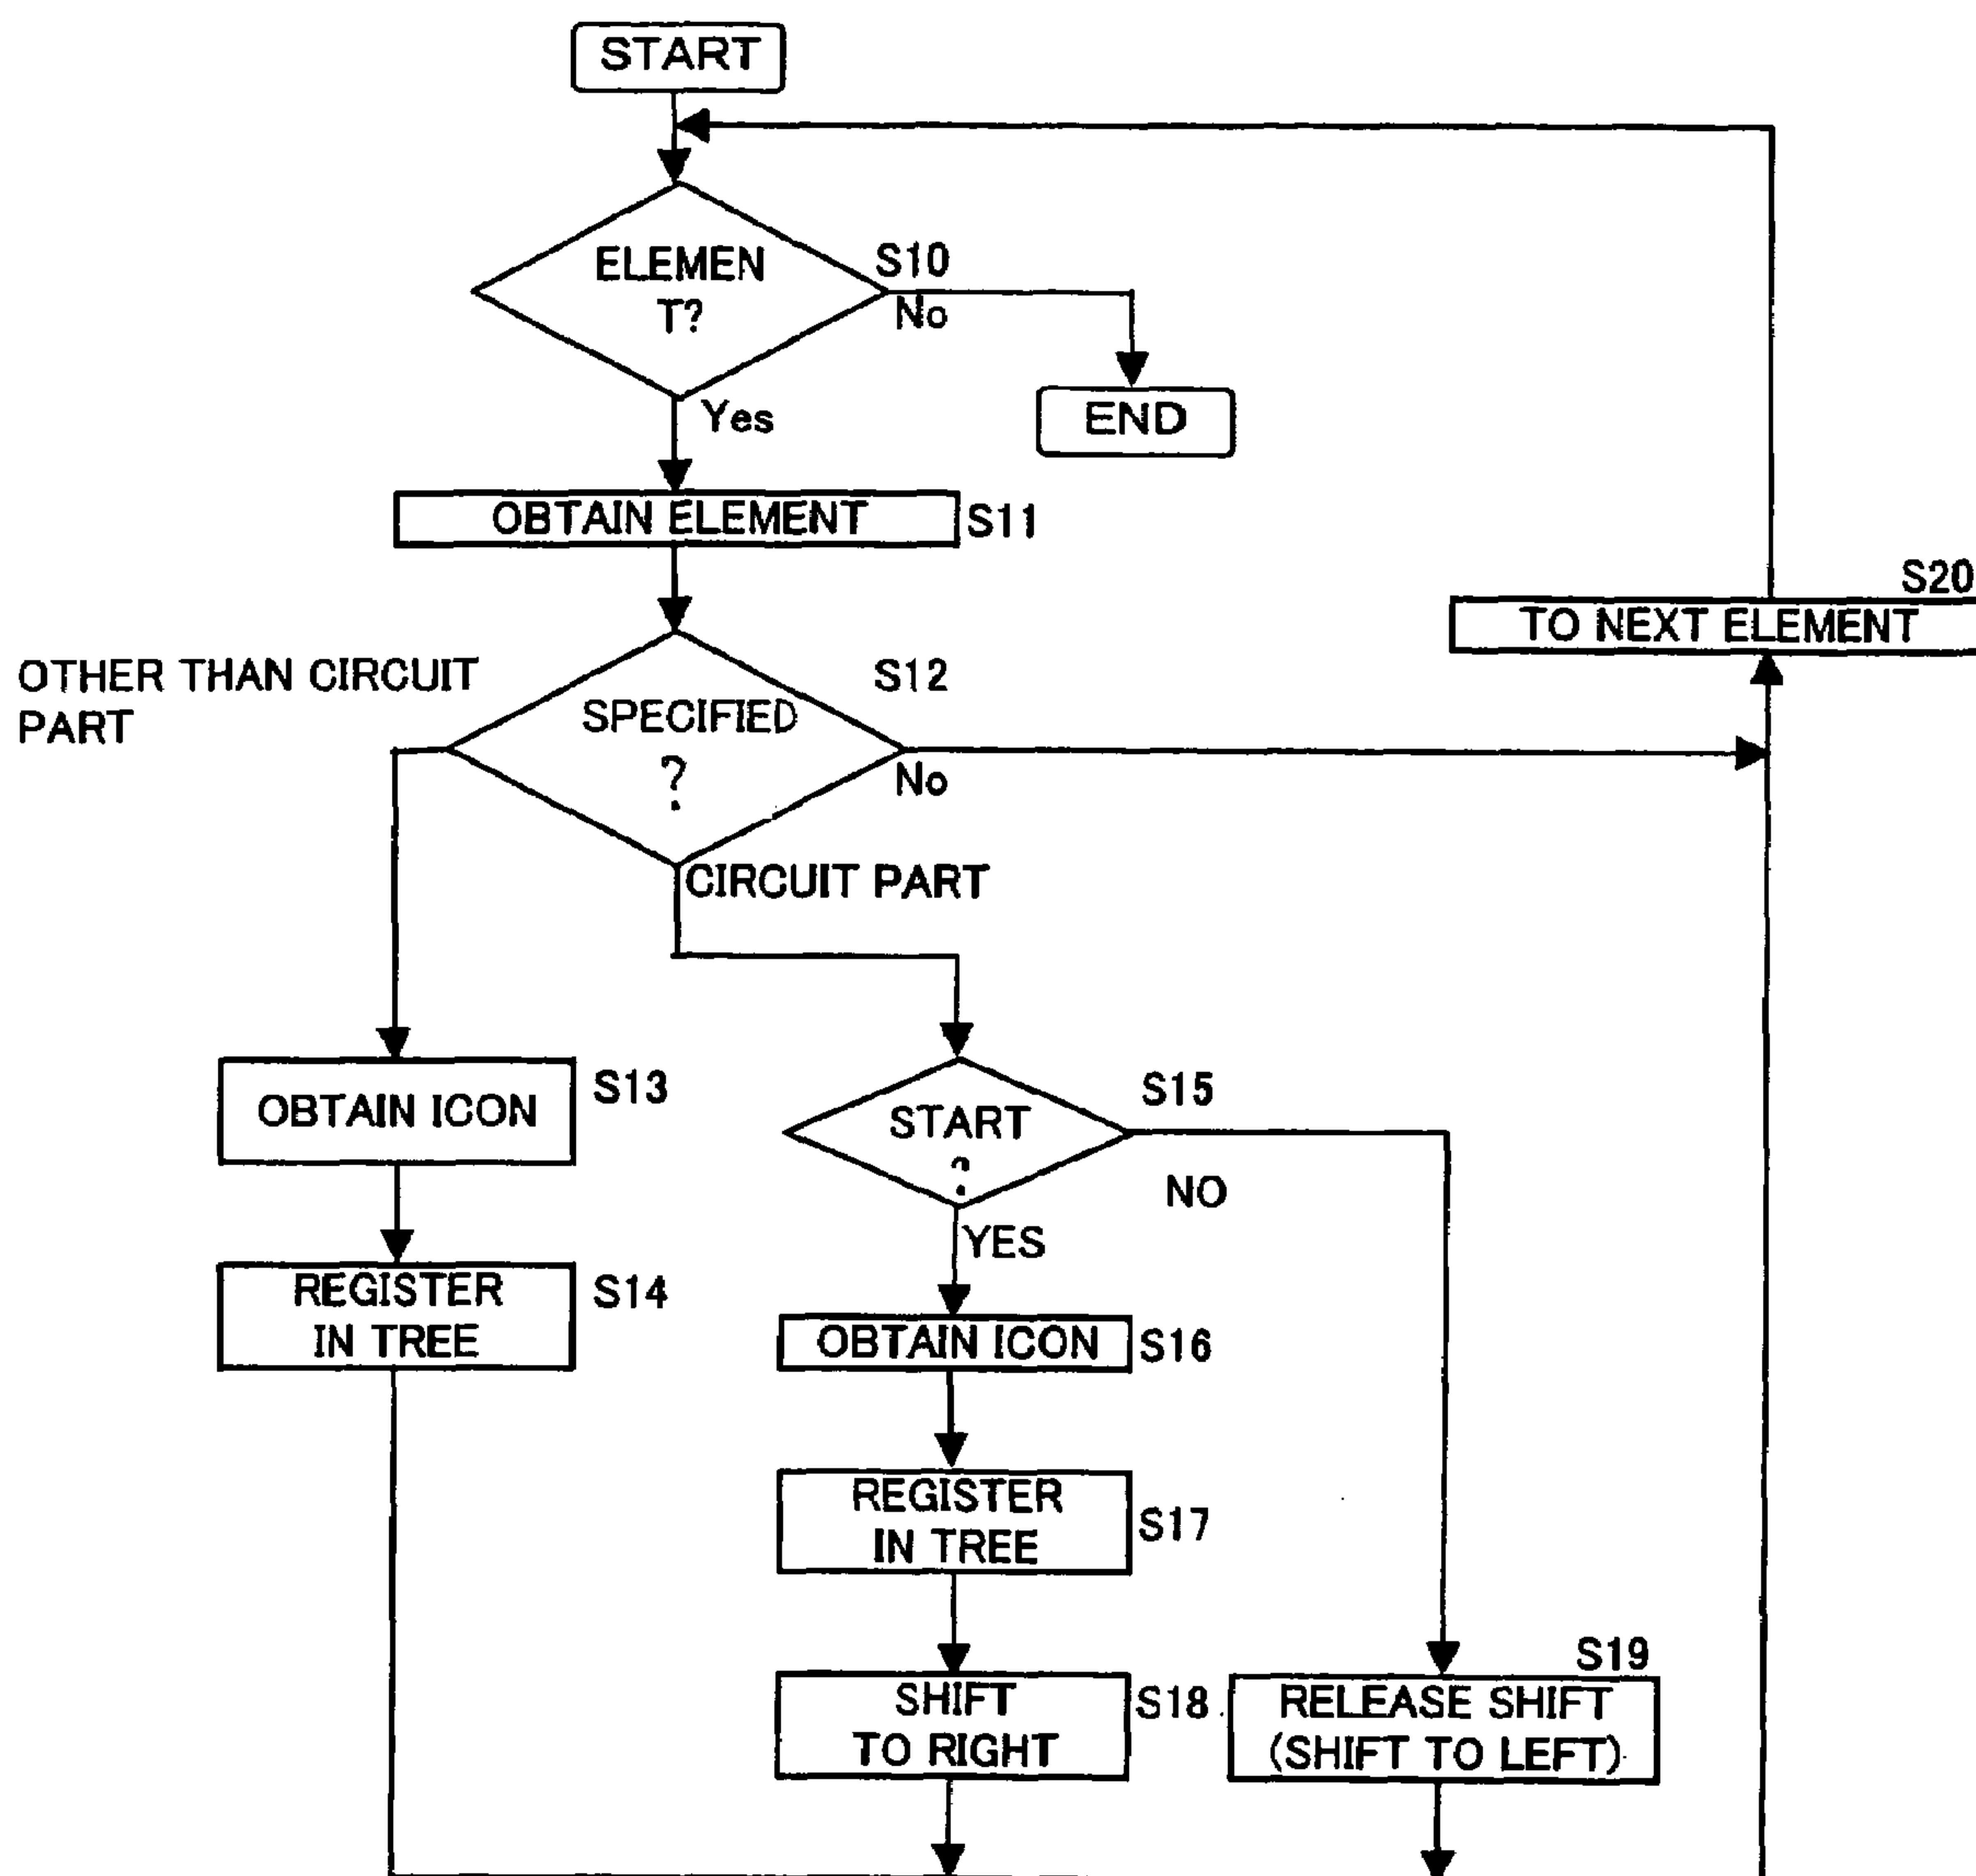 START
ELEMEN
T?
S10
No
Yes
END
OBTAIN ELEMENT
S11
S20
TO NEXT ELEMENT
OTHER THAN CIRCUIT
PART
S12
SPECIFIED
?
No
CIRCUIT PART
S13
OBTAIN ICON
S15
START
?
NO
YES
REGISTER
IN TREE
S14
OBTAIN ICON
S16
REGISTER
IN TREE
S17
SHIFT
TO RIGHT
S18
S19
RELEASE SHIFT
(SHIFT TO LEFT)